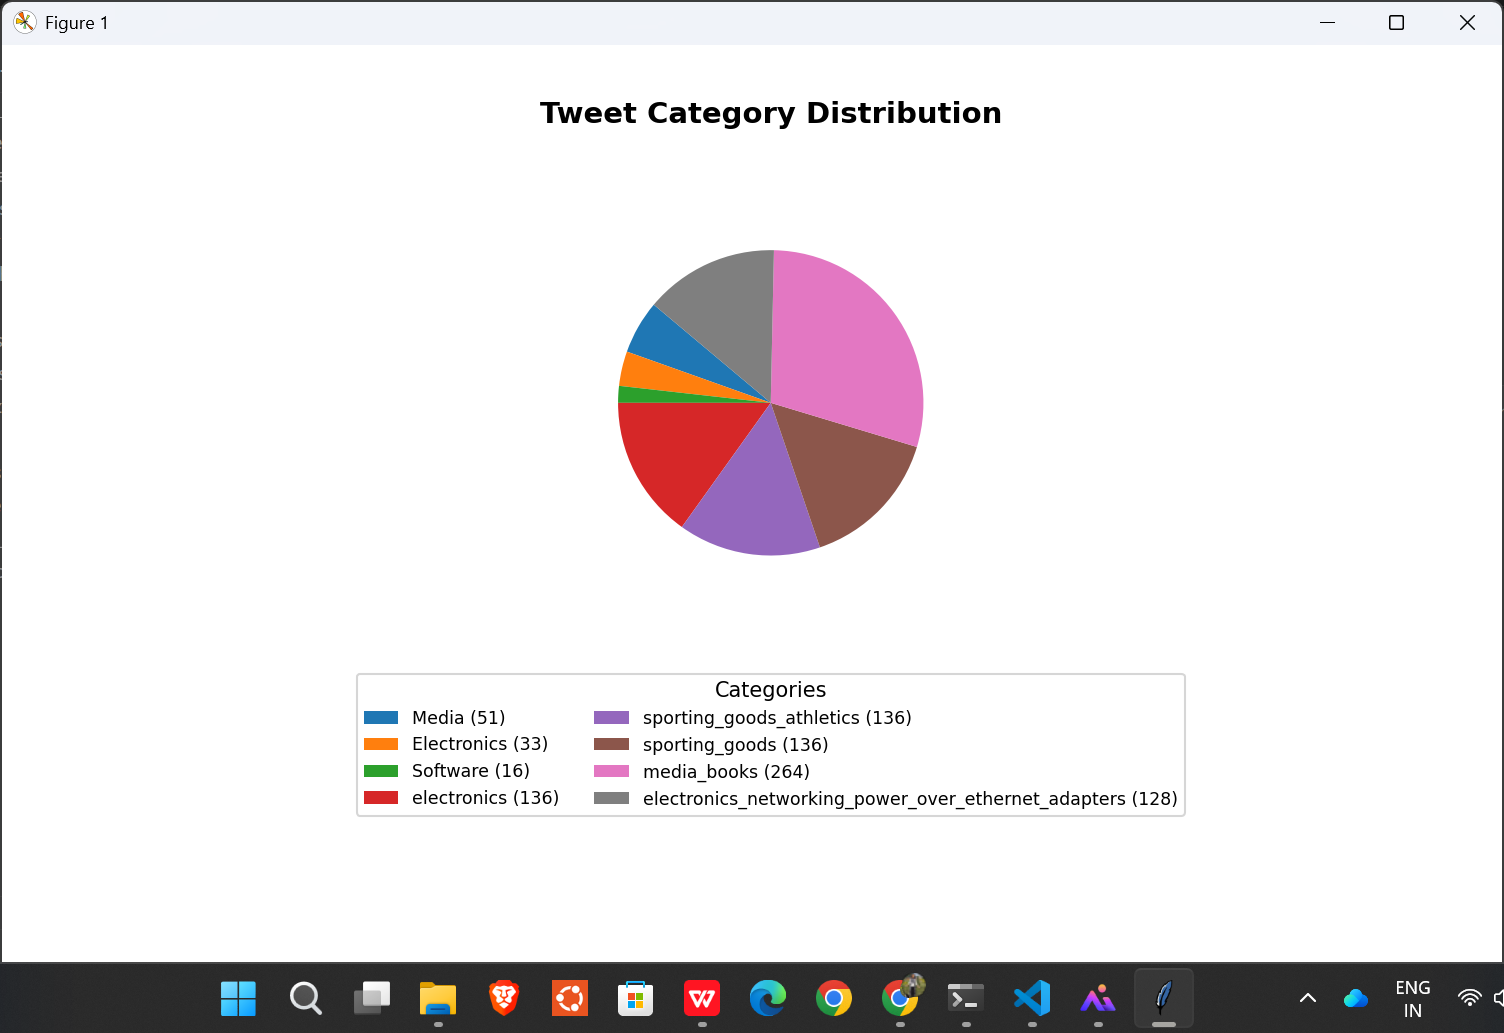 Figure 1
Tweet Category Distribution
Categories
Media (51)
Electronics (33)
Software (16)
electronics (136)
sporting_goods_athletics (136)
sporting_goods (136)
media_books (264)
electronics_networking_power_over_ethernet_adapters (128)
ENG
IN